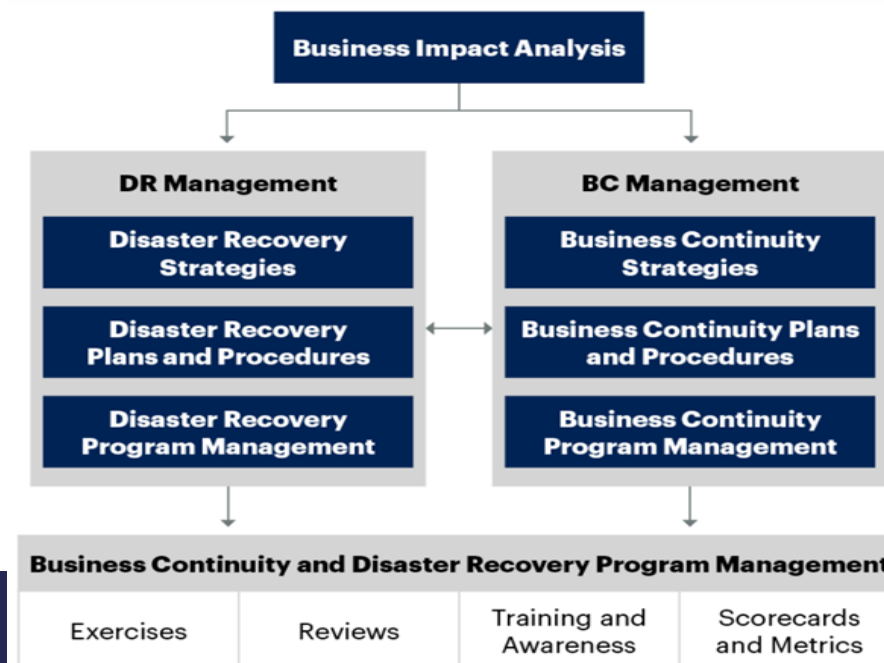 Business Impact Analysis
DR Management
Disaster Recovery
Strategies
Disaster Recovery
Plans and Procedures
Disaster Recovery
Program Management
BC Management
Business Continuity
Strategies
Business Continuity Plans
and Procedures
Business Continuity
Program Management
Business Continuity and Disaster Recovery Program Management
Exercises
Reviews
Training and
Awareness
Scorecards
and Metrics